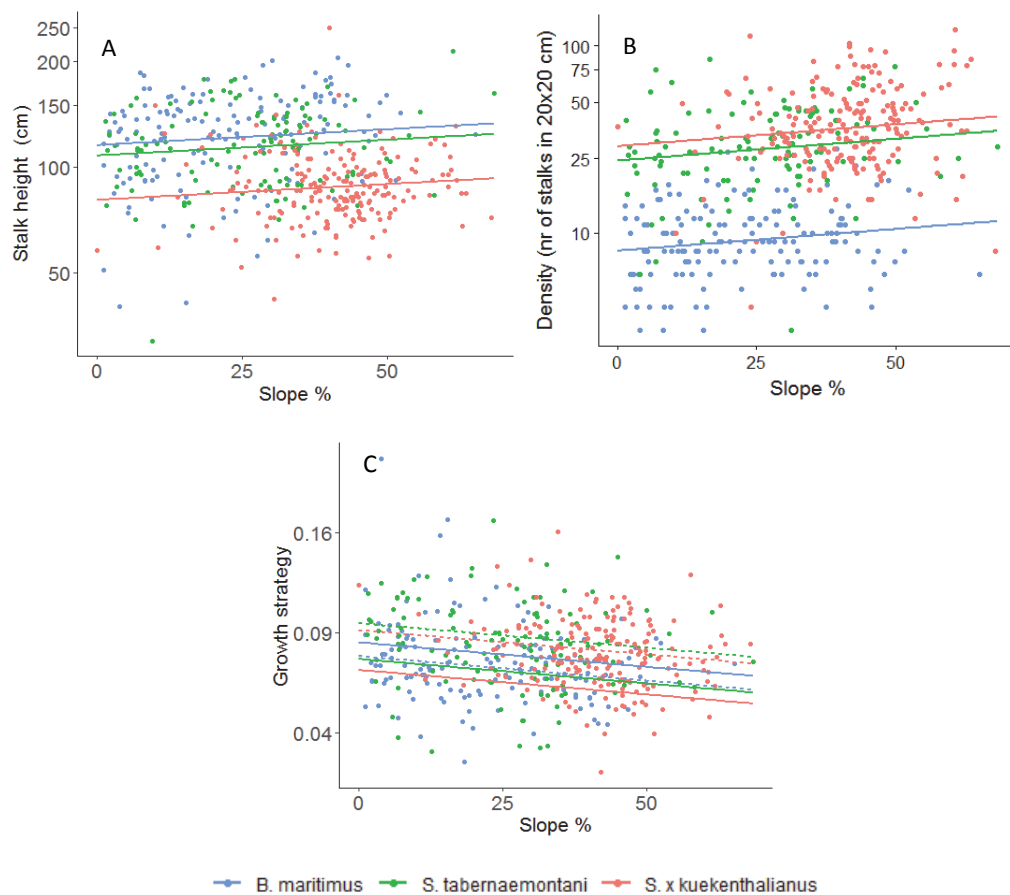 A
250
200
150
100
50
Stalk height (cm)
0 25 50
Slope %
B
100
75
50
25
10
Density (nr of stalks in 20x20 cm)
0 25 50
Slope %
C
0.16
0.09
0.04
Growth strategy
0 25 50
Slope %
B. maritimus S. tabernaemontani S. x kuekenthalianus